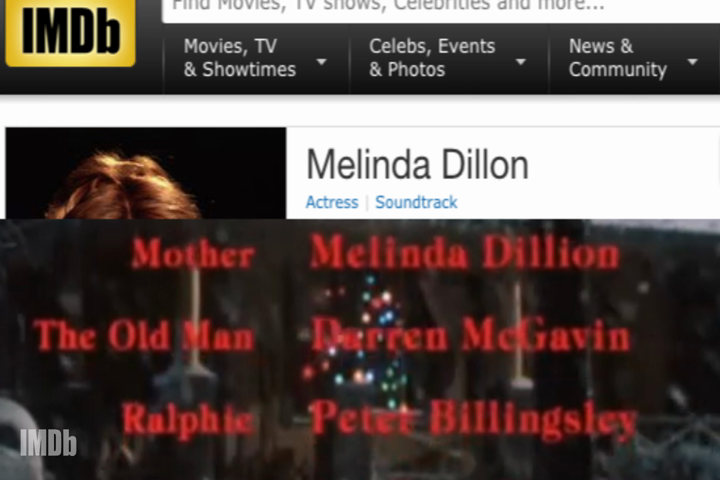 Find Movies, TV shows, Celebrities and more...
IMDb
Movies, TV
& Showtimes
Celebs, Events
& Photos
News &
Community
Melinda Dillon
Actress | Soundtrack
Mother Melinda Dillion
The Old Man Darren McGavin
Ralphie Peter Billingsley
IMDb